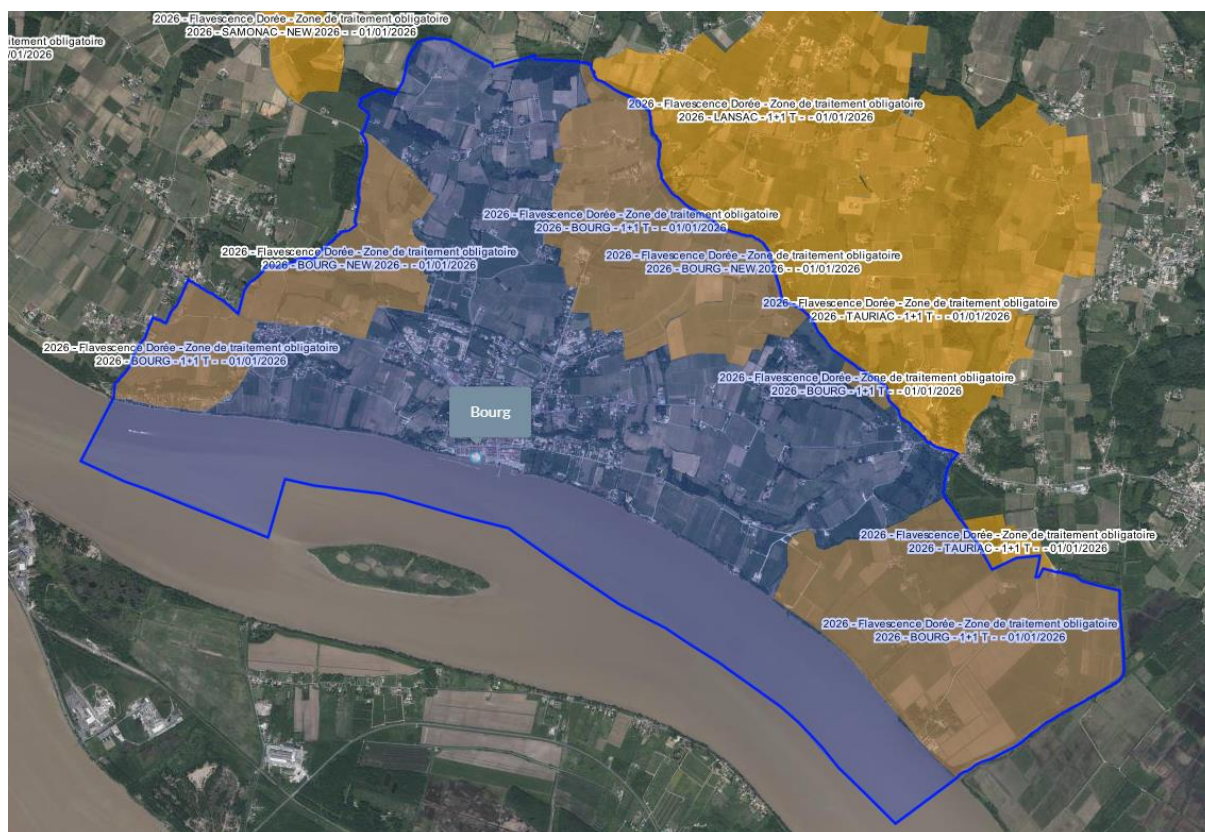 2026 - Flavescence Dorée - Zone de traitement obligatoire
2026 - SAMONAC - NEW 2026 - - 01/01/2026
itement obligatoire
/01/2026
2026 - Flavescence Dorée - Zone de traitement obligatoire
2026 - LANSAC - 1+1 T - - 01/01/2026
2026 - Flavescence Dorée - Zone de traitement obligatoire
2026 - BOURG - 1+1 T - - 01/01/2026
2026 - Flavescence Dorée - Zone de traitement obligatoire
2026 - BOURG - NEW 2026 - - 01/01/2026
2026 - Flavescence Dorée - Zone de traitement obligatoire
2026 - BOURG - NEW 2026 - - 01/01/2026
2026 - Flavescence Dorée - Zone de traitement obligatoire
2026 - TAURIAC - 1+1 T - - 01/01/2026
2026 - Flavescence Dorée - Zone de traitement obligatoire
2026 - BOURG - 1+1 T - - 01/01/2026
2026 - Flavescence Dorée - Zone de traitement obligatoire
2026 - BOURG - 1+1 T - - 01/01/2026
Bourg
2026 - Flavescence Dorée - Zone de traitement obligatoire
2026 - TAURIAC - 1+1 T - - 01/01/2026
2026 - Flavescence Dorée - Zone de traitement obligatoire
2026 - BOURG - 1+1 T - - 01/01/2026